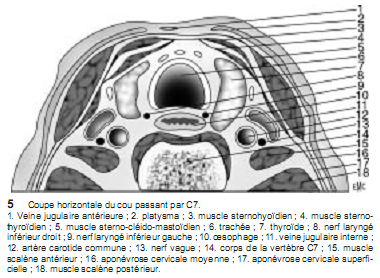 1
2
3
4
5
6
7
8
9
10
11
12
13
14
15
16
17
18
EMC
5 Coupe horizontale du cou passant par C7.
1. Veine jugulaire antérieure ; 2. platysma ; 3. muscle sternohyoïdien ; 4. muscle sterno-
thyroïdien ; 5. muscle sterno-cléido-mastoïdien ; 6. trachée ; 7. thyroïde ; 8. nerf laryngé
inférieur droit ; 9. nerf laryngé inférieur gauche ; 10. œsophage ; 11. veine jugulaire interne ;
12. artère carotide commune ; 13. nerf vague ; 14. corps de la vertèbre C7 ; 15. muscle
scalène antérieur ; 16. aponévrose cervicale moyenne ; 17. aponévrose cervicale superfi-
cielle ; 18. muscle scalène postérieur.